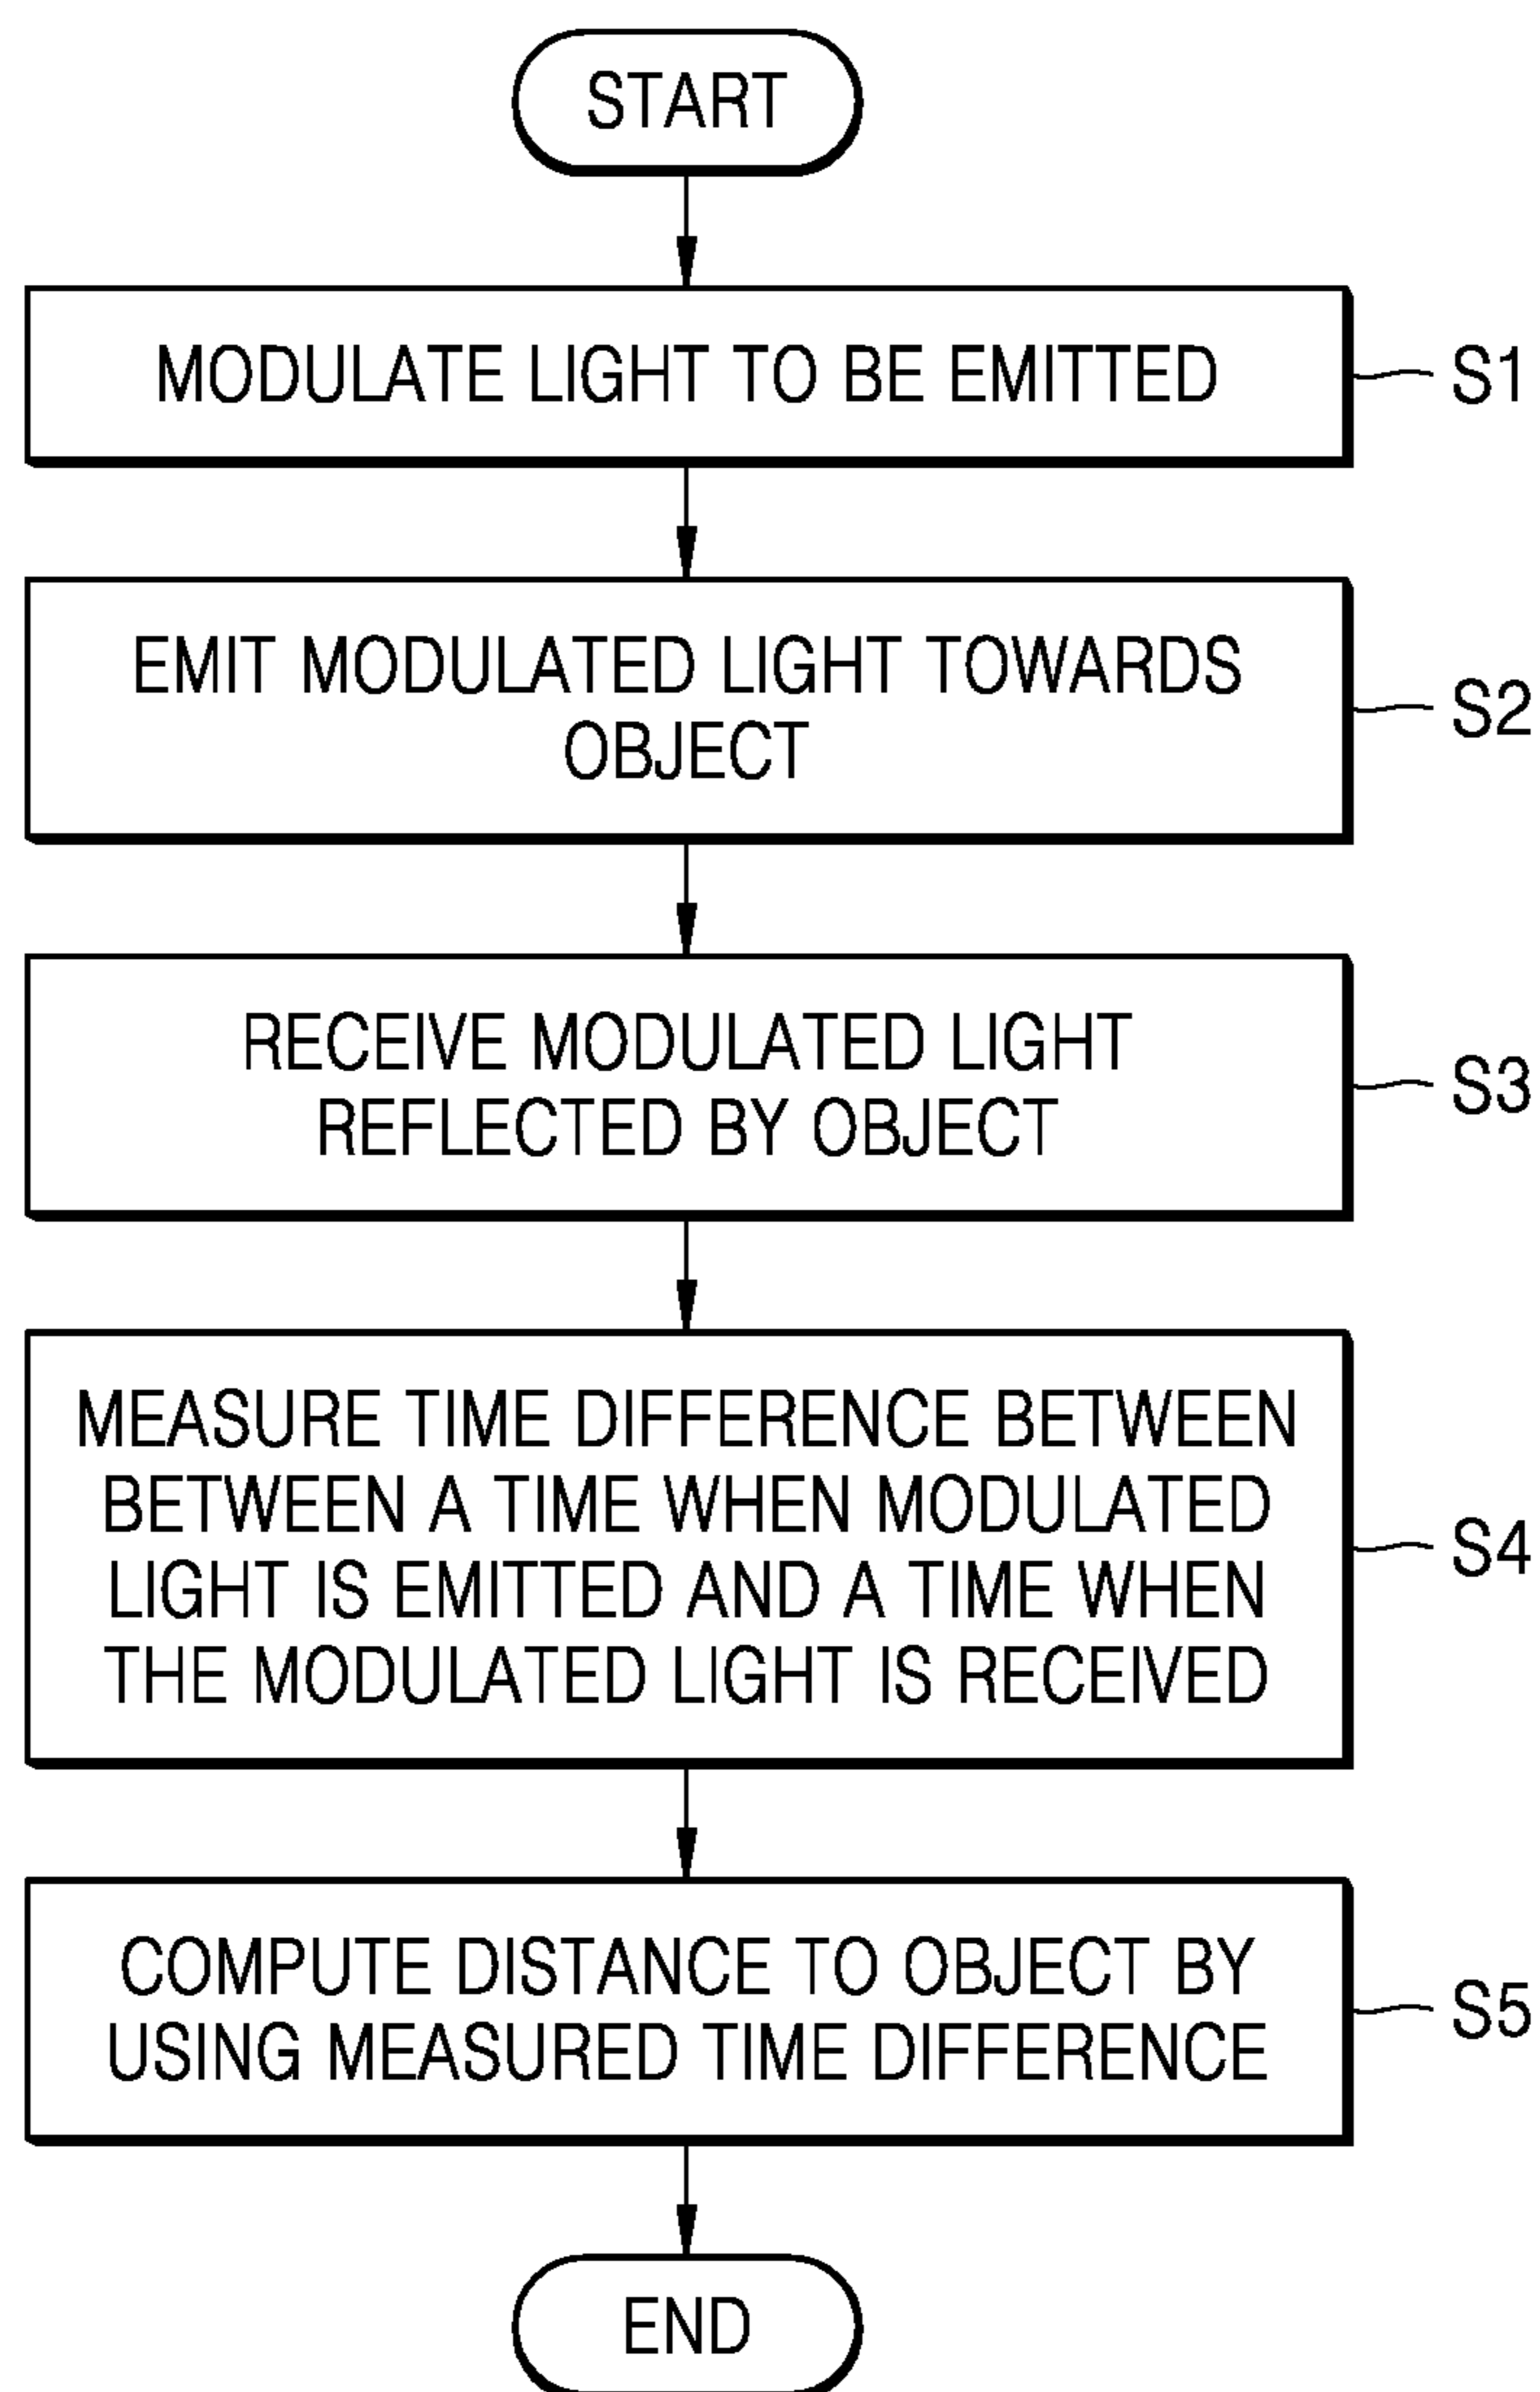 START
MODULATE LIGHT TO BE EMITTED
S1
EMIT MODULATED LIGHT TOWARDS
OBJECT
S2
RECEIVE MODULATED LIGHT
REFLECTED BY OBJECT
S3
MEASURE TIME DIFFERENCE BETWEEN
BETWEEN A TIME WHEN MODULATED
LIGHT IS EMITTED AND A TIME WHEN
THE MODULATED LIGHT IS RECEIVED
S4
COMPUTE DISTANCE TO OBJECT BY
USING MEASURED TIME DIFFERENCE
S5
END